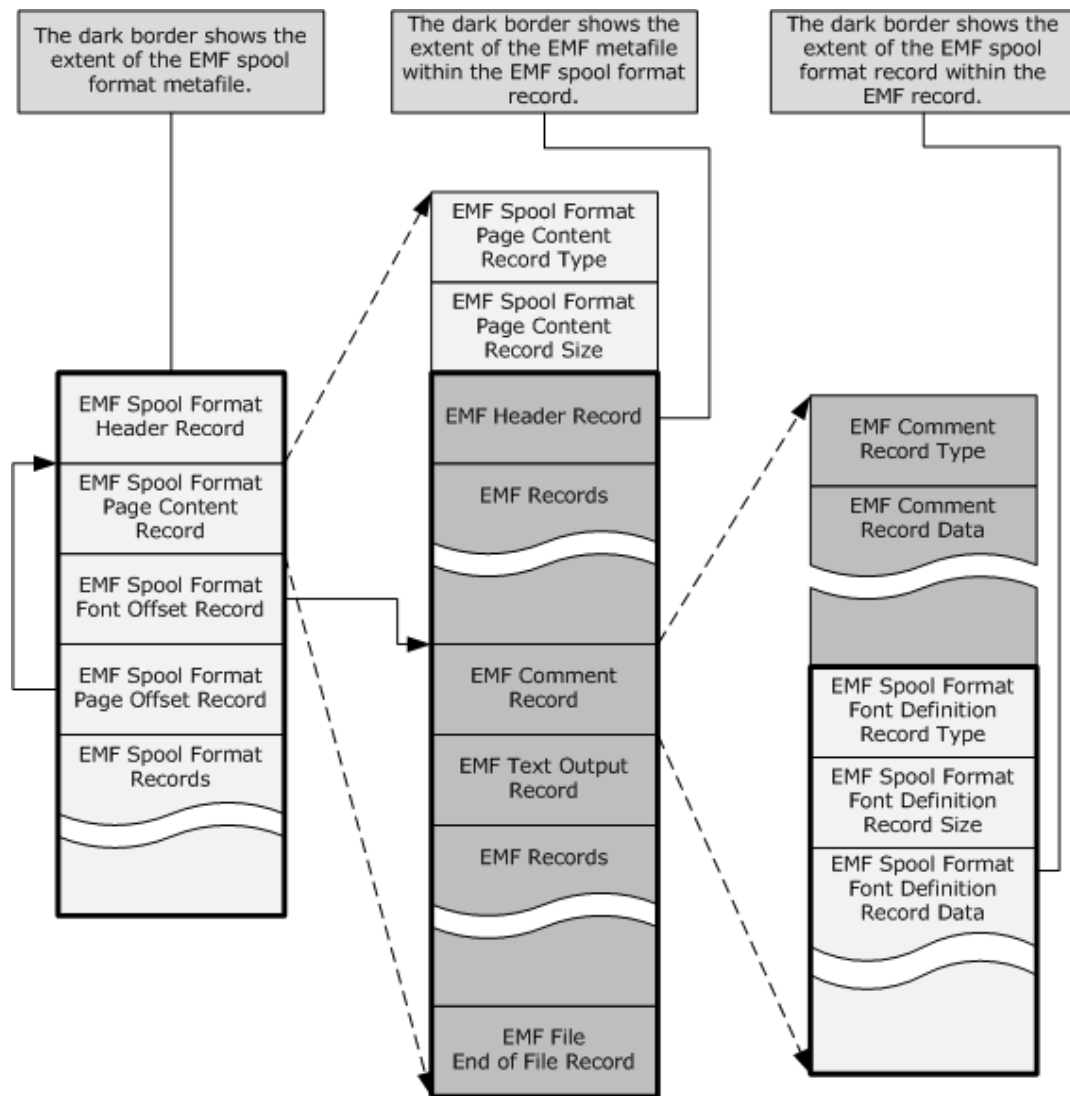 The dark border shows the
extent of the EMF spool
format metafile.
The dark border shows the
extent of the EMF metafile
within the EMF spool format
record.
The dark border shows the
extent of the EMF spool
format record within the
EMF record.
EMF Spool Format
Header Record
EMF Spool Format
Page Content
Record
EMF Spool Format
Font Offset Record
EMF Spool Format
Page Offset Record
EMF Spool Format
Records
EMF Spool Format
Page Content
Record Type
EMF Spool Format
Page Content
Record Size
EMF Header Record
EMF Records
EMF Comment
Record
EMF Text Output
Record
EMF Records
EMF File
End of File Record
EMF Comment
Record Type
EMF Comment
Record Data
EMF Spool Format
Font Definition
Record Type
EMF Spool Format
Font Definition
Record Size
EMF Spool Format
Font Definition
Record Data